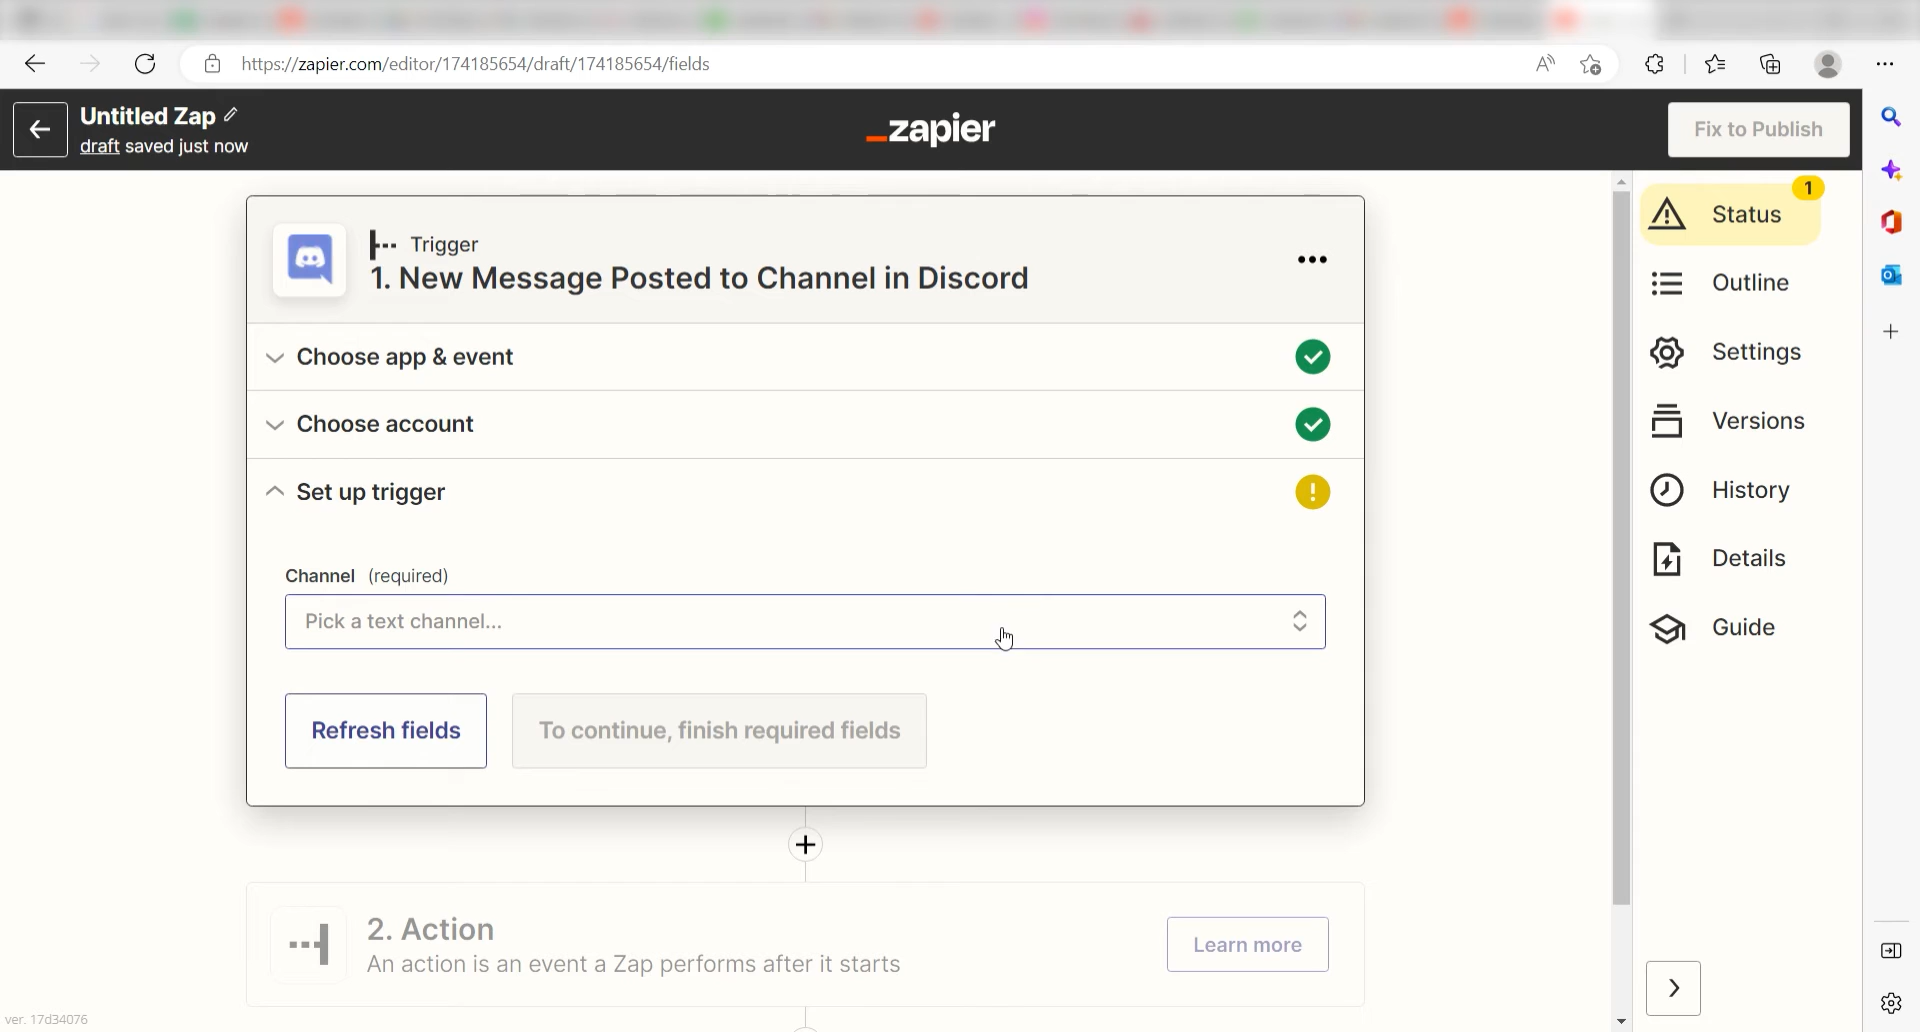 https://zapier.com/editor/174185654/draft/174185654/fields
Untitled Zap
draft saved just now
zapier
Fix to Publish
Trigger
1. New Message Posted to Channel in Discord
Choose app & event
Choose account
Set up trigger
Channel (required)
Pick a text channel...
Refresh fields
To continue, finish required fields
2. Action
An action is an event a Zap performs after it starts
Learn more
1
Status
Outline
Settings
Versions
History
Details
Guide
ver. 17d34076